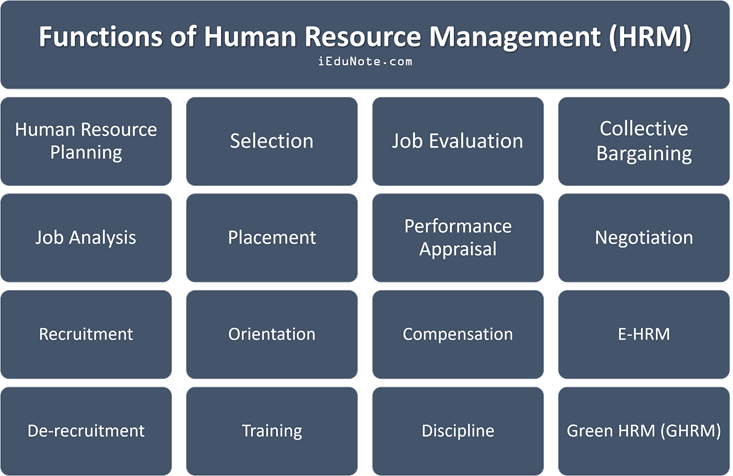 Functions of Human Resource Management (HRM)
iEduNote.com
Human Resource
Planning
Selection
Job Evaluation
Collective
Bargaining
Job Analysis
Placement
Performance
Appraisal
Negotiation
Recruitment
Orientation
Compensation
E-HRM
De-recruitment
Training
Discipline
Green HRM (GHRM)